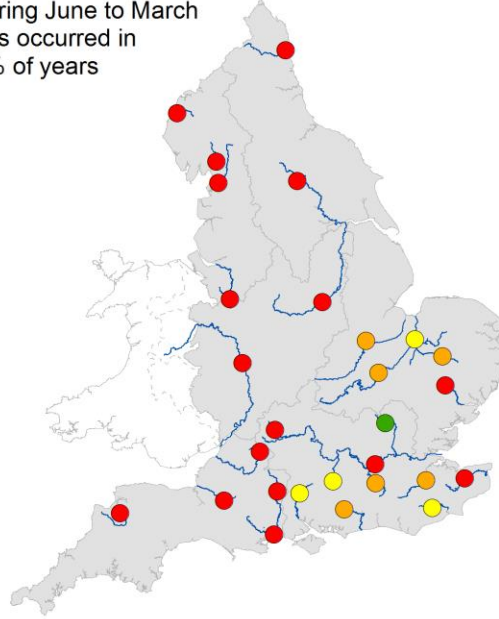 ring June to March
s occurred in
% of years